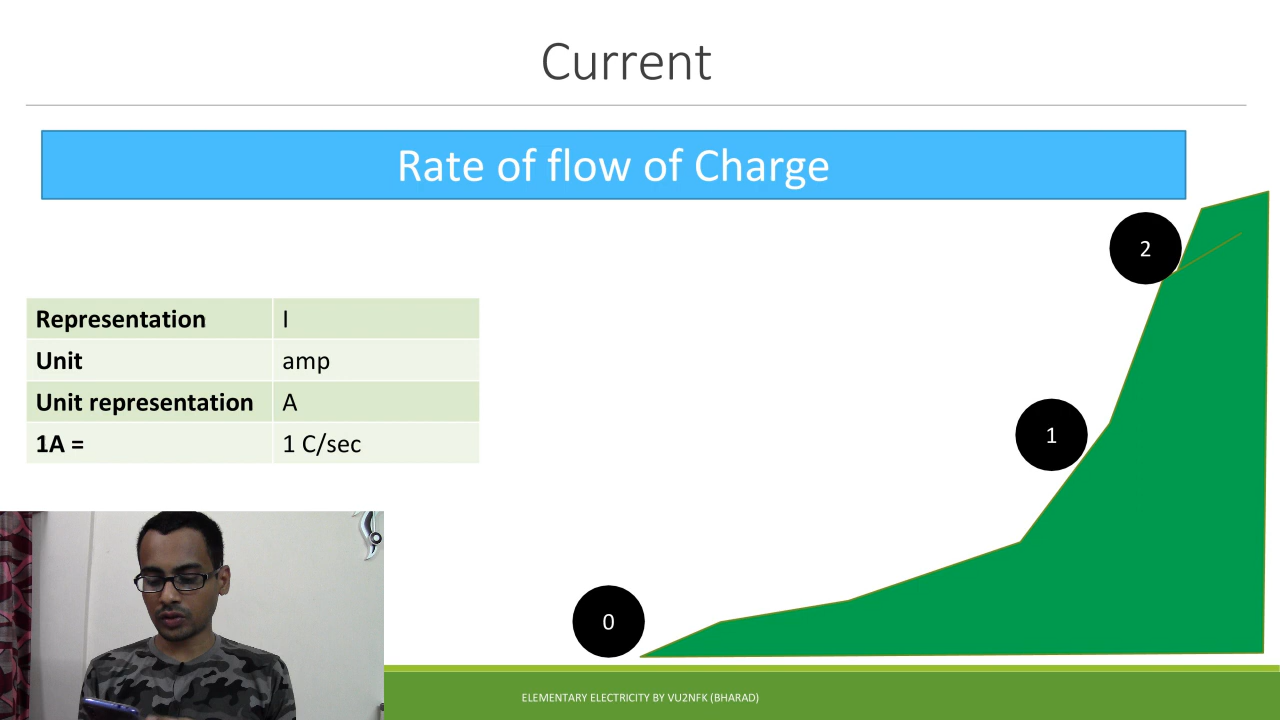 Current
Rate of flow of Charge
2
Representation I
Unit amp
Unit representation A
1A = 1 C/sec
1
0
ELEMENTARY ELECTRICITY BY VU2NFK (BHARAD)